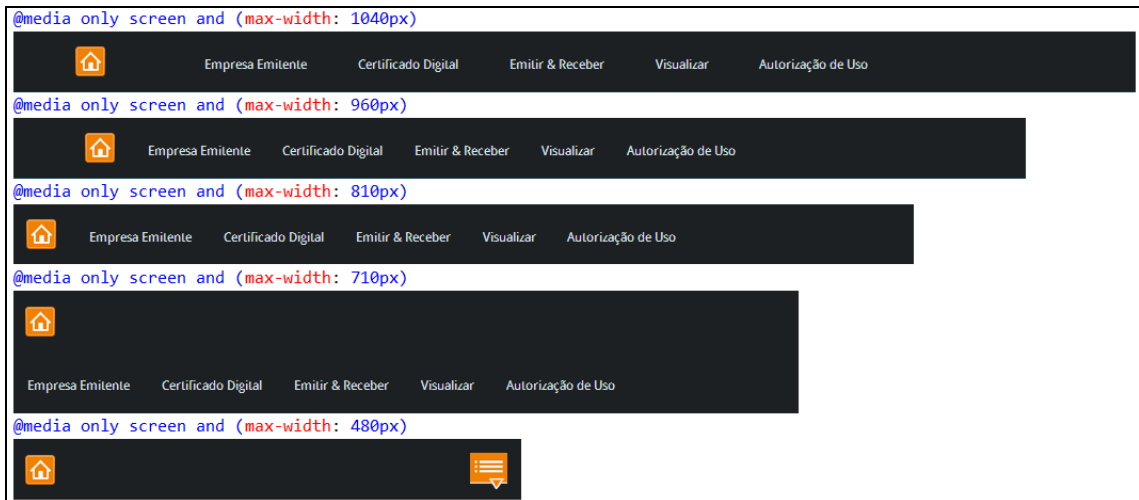 @media only screen and (max-width: 1040px)
Empresa Emitente Certificado Digital Emitir & Receber Visualizar Autorização de Uso
@media only screen and (max-width: 960px)
Empresa Emitente Certificado Digital Emitir & Receber Visualizar Autorização de Uso
@media only screen and (max-width: 810px)
Empresa Emitente Certificado Digital Emitir & Receber Visualizar Autorização de Uso
@media only screen and (max-width: 710px)
Empresa Emitente Certificado Digital Emitir & Receber Visualizar Autorização de Uso
@media only screen and (max-width: 480px)